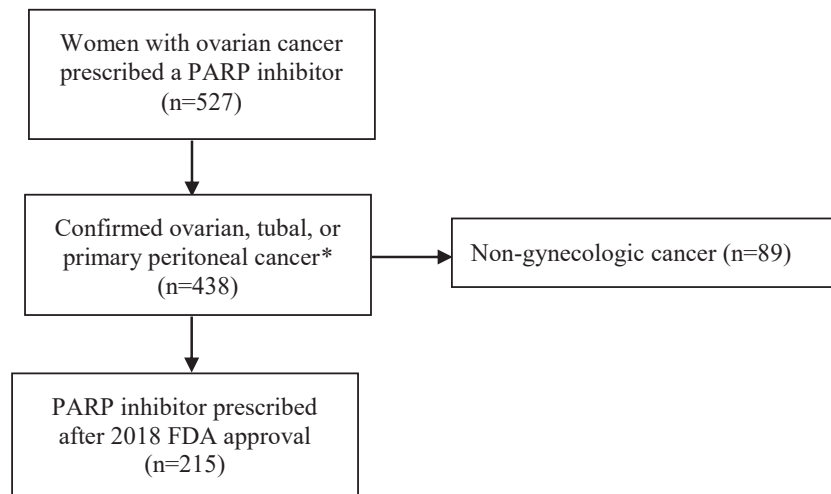 Women with ovarian cancer
prescribed a PARP inhibitor
(n=527)
Confirmed ovarian, tubal, or
primary peritoneal cancer*
(n=438)
Non-gynecologic cancer (n=89)
PARP inhibitor prescribed
after 2018 FDA approval
(n=215)